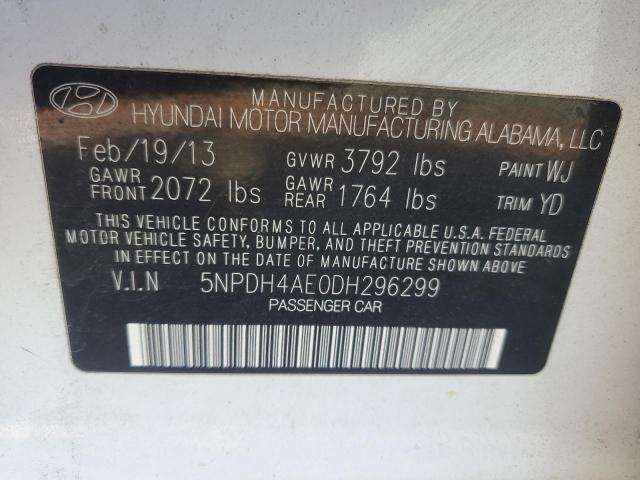 MANUFACTURED BY
HYUNDAI MOTOR MANUFACTURING ALABAMA, LLC
Feb/19/13 GVWR 3792 lbs PAINT WJ
GAWR FRONT 2072 lbs GAWR REAR 1764 lbs TRIM YD
THIS VEHICLE CONFORMS TO ALL APPLICABLE U.S.A. FEDERAL
MOTOR VEHICLE SAFETY, BUMPER, AND THEFT PREVENTION STANDARDS
IN EFFECT ON THE DATE OF MANUFACTURE SHOWN ABOVE.
V.I.N 5NPDH4AE0DH296299
PASSENGER CAR